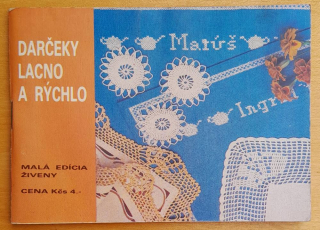 DARČEKY
LACNO
A RÝCHLO
MALÁ EDÍCIA
ŽIVENY
CENA Kčs 4.-
Matúš
Ingr